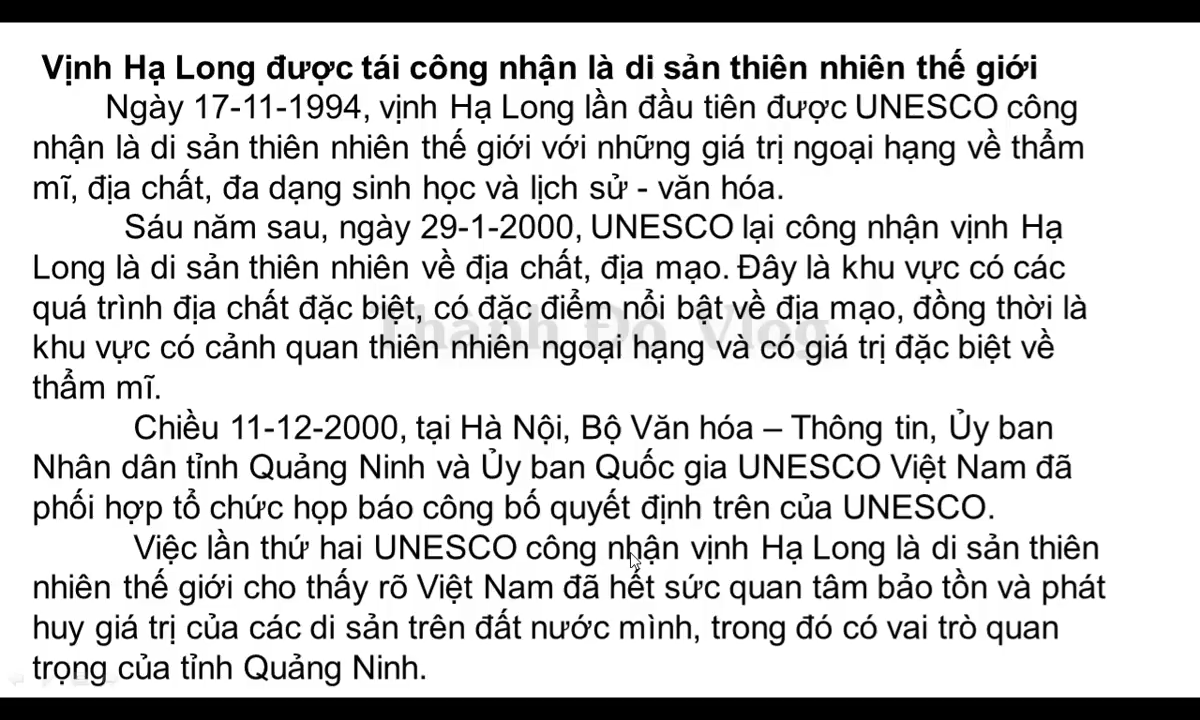 Vịnh Hạ Long được tái công nhận là di sản thiên nhiên thế giới
Ngày 17-11-1994, vịnh Hạ Long lần đầu tiên được UNESCO công
nhận là di sản thiên nhiên thế giới với những giá trị ngoại hạng về thẩm
mĩ, địa chất, đa dạng sinh học và lịch sử - văn hóa.
Sáu năm sau, ngày 29-1-2000, UNESCO lại công nhận vịnh Hạ
Long là di sản thiên nhiên về địa chất, địa mạo. Đây là khu vực có các
quá trình địa chất đặc biệt, có đặc điểm nổi bật về địa mạo, đồng thời là
Thành Đô Vlog
khu vực có cảnh quan thiên nhiên ngoại hạng và có giá trị đặc biệt về
thẩm mĩ.
Chiều 11-12-2000, tại Hà Nội, Bộ Văn hóa – Thông tin, Ủy ban
Nhân dân tỉnh Quảng Ninh và Ủy ban Quốc gia UNESCO Việt Nam đã
phối hợp tổ chức họp báo công bố quyết định trên của UNESCO.
Việc lần thứ hai UNESCO công nhận vịnh Hạ Long là di sản thiên
nhiên thế giới cho thấy rõ Việt Nam đã hết sức quan tâm bảo tồn và phát
huy giá trị của các di sản trên đất nước mình, trong đó có vai trò quan
trọng của tỉnh Quảng Ninh.